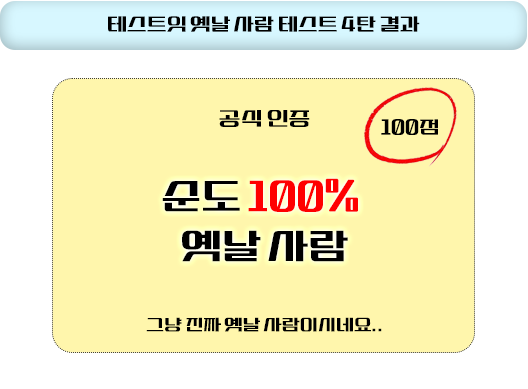 테스트의 옛날 사람 테스트 4탄 결과
공식 인증
100점
순도 100%
옛날 사람
그냥 진짜 옛날 사람이시네요..